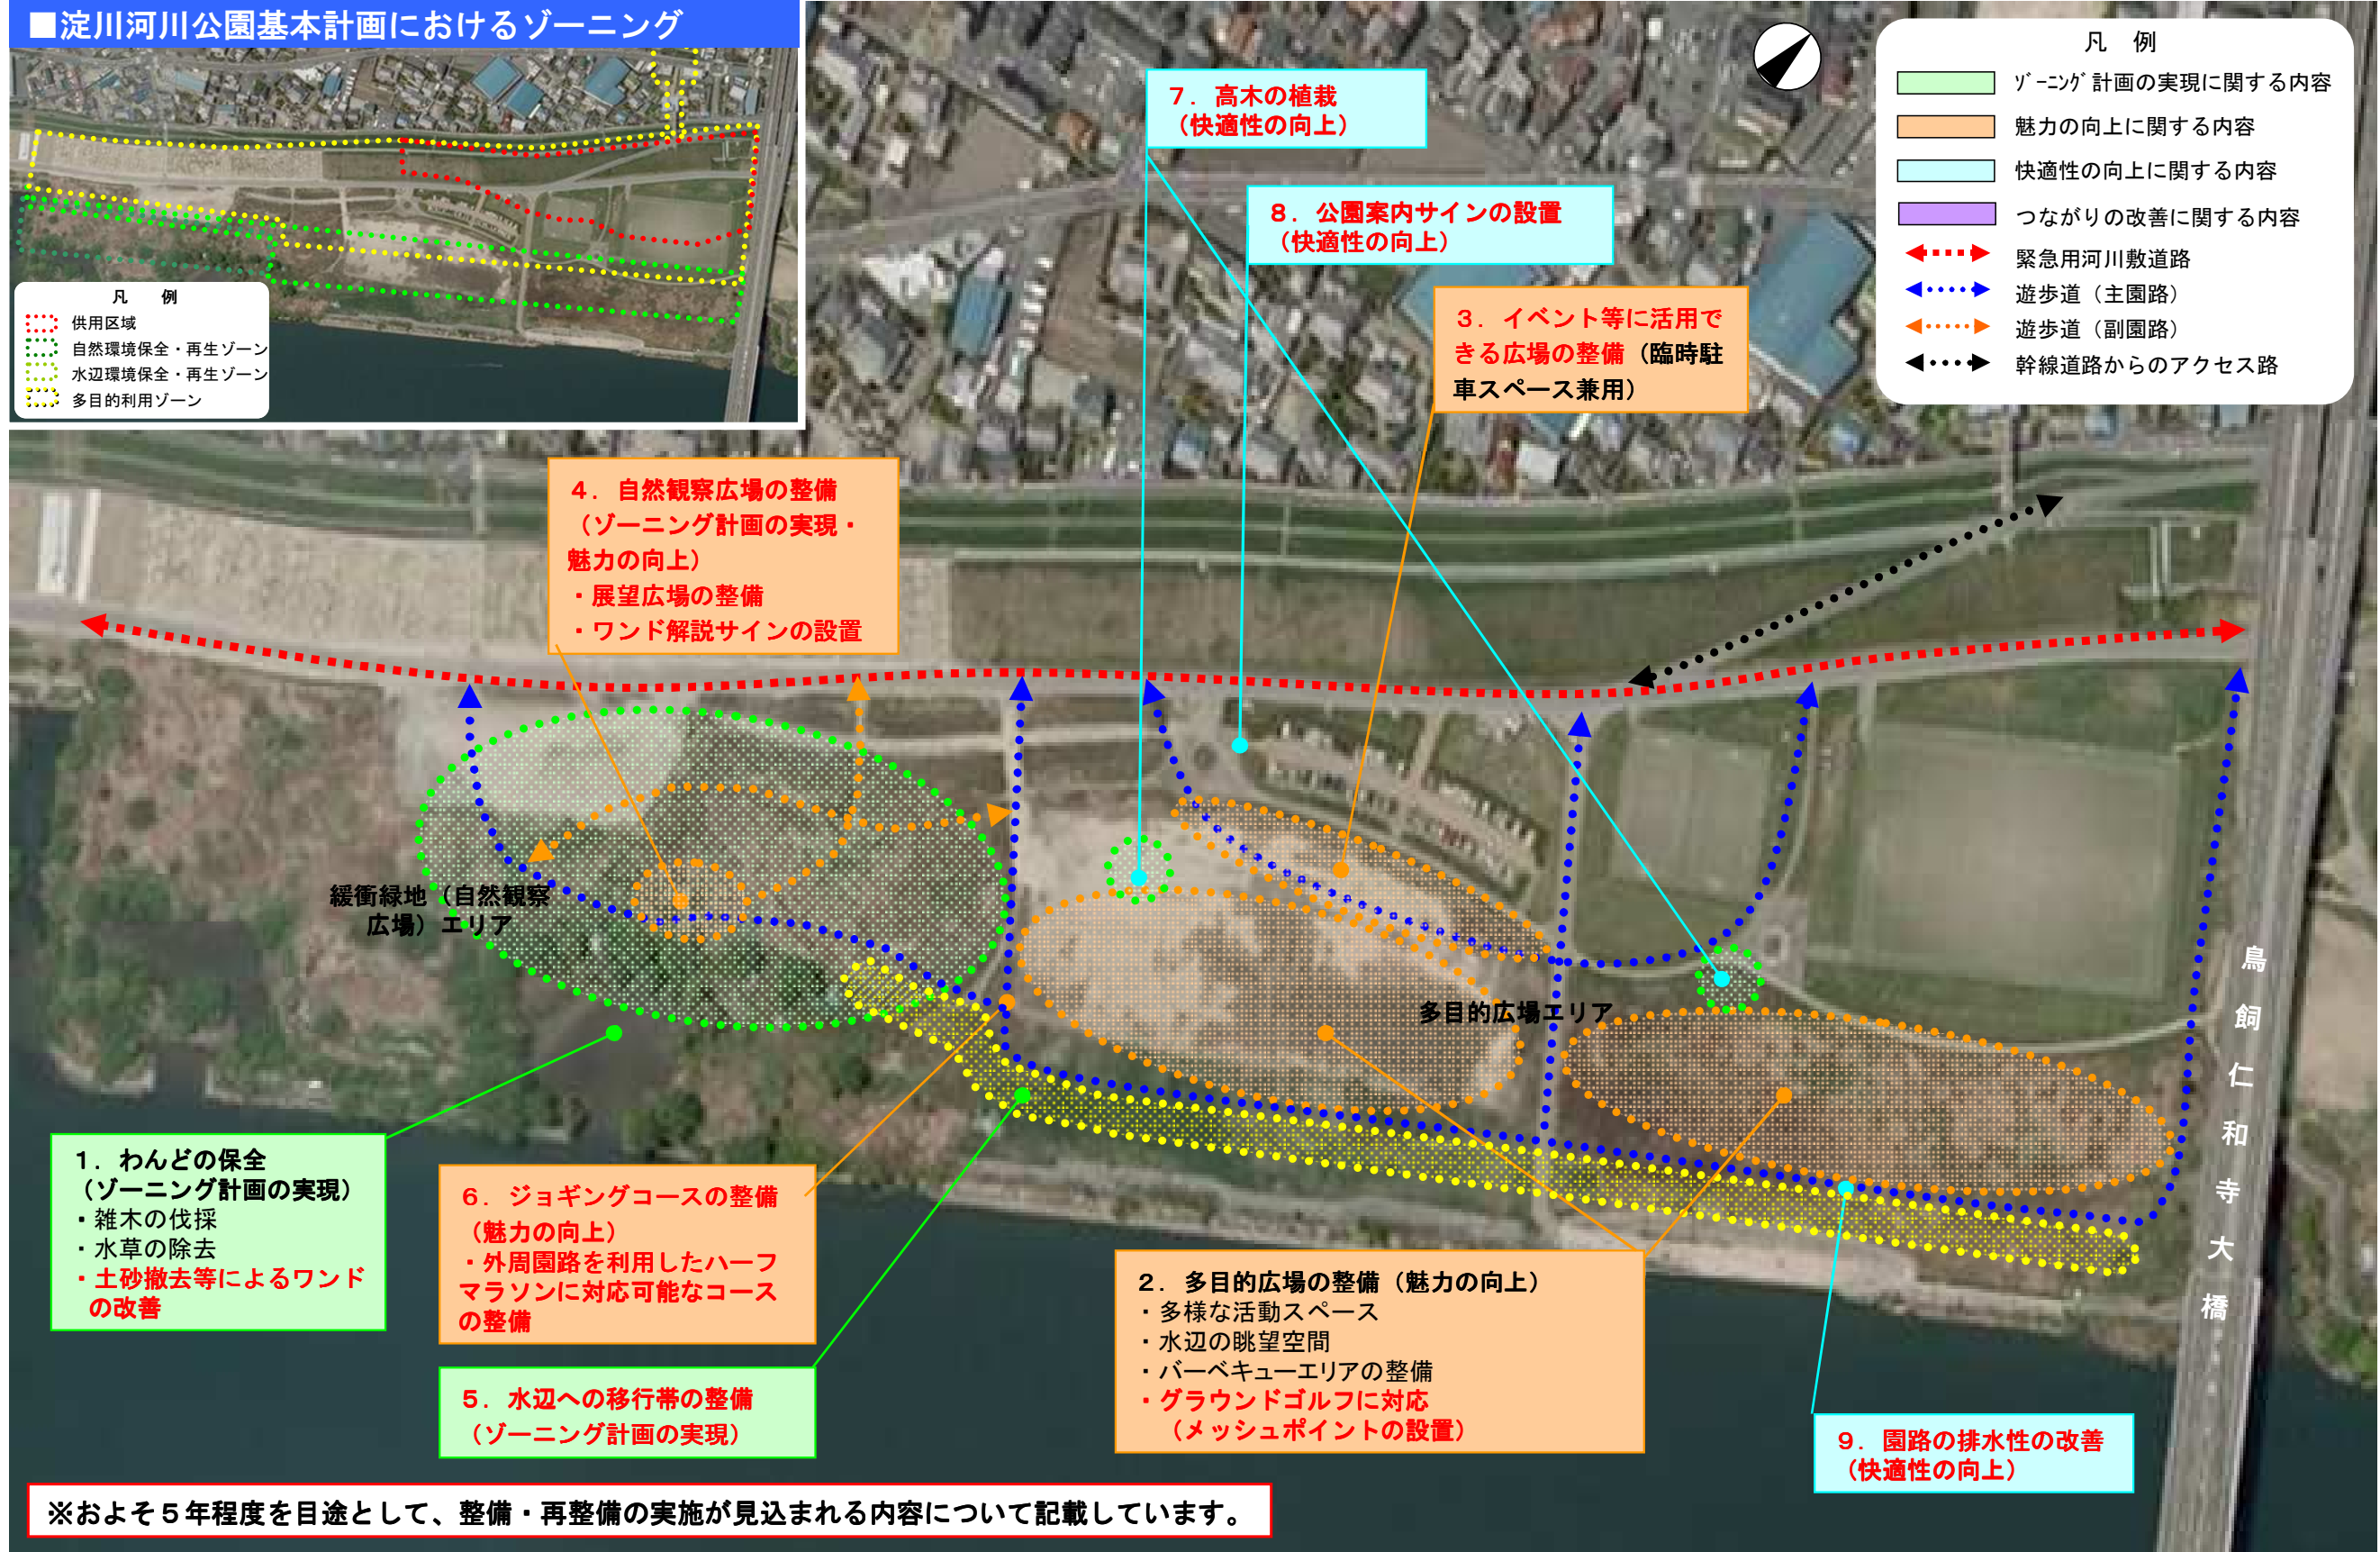 ■淀川河川公園基本計画におけるゾーニング
凡　例
供用区域
自然環境保全・再生ゾーン
水辺環境保全・再生ゾーン
多目的利用ゾーン
凡　例
ｿﾞｰﾆﾝｸﾞ計画の実現に関する内容
魅力の向上に関する内容
快適性の向上に関する内容
つながりの改善に関する内容
緊急用河川敷道路
遊歩道（主園路）
遊歩道（副園路）
幹線道路からのアクセス路
７．高木の植栽
（快適性の向上）
８．公園案内サインの設置
（快適性の向上）
３．イベント等に活用で
きる広場の整備（臨時駐
車スペース兼用）
４．自然観察広場の整備
（ゾーニング計画の実現・
魅力の向上）
・展望広場の整備
・ワンド解説サインの設置
緩衝緑地（自然観察
広場）エリア
多目的広場エリア
鳥飼仁和寺大橋
１．わんどの保全
（ゾーニング計画の実現）
・雑木の伐採
・水草の除去
・土砂撤去等によるワンド
の改善
６．ジョギングコースの整備
（魅力の向上）
・外周園路を利用したハーフ
マラソンに対応可能なコース
の整備
５．水辺への移行帯の整備
（ゾーニング計画の実現）
２．多目的広場の整備（魅力の向上）
・多様な活動スペース
・水辺の眺望空間
・バーベキューエリアの整備
・グラウンドゴルフに対応
（メッシュポイントの設置）
９．園路の排水性の改善
（快適性の向上）
※およそ５年程度を目途として、整備・再整備の実施が見込まれる内容について記載しています。